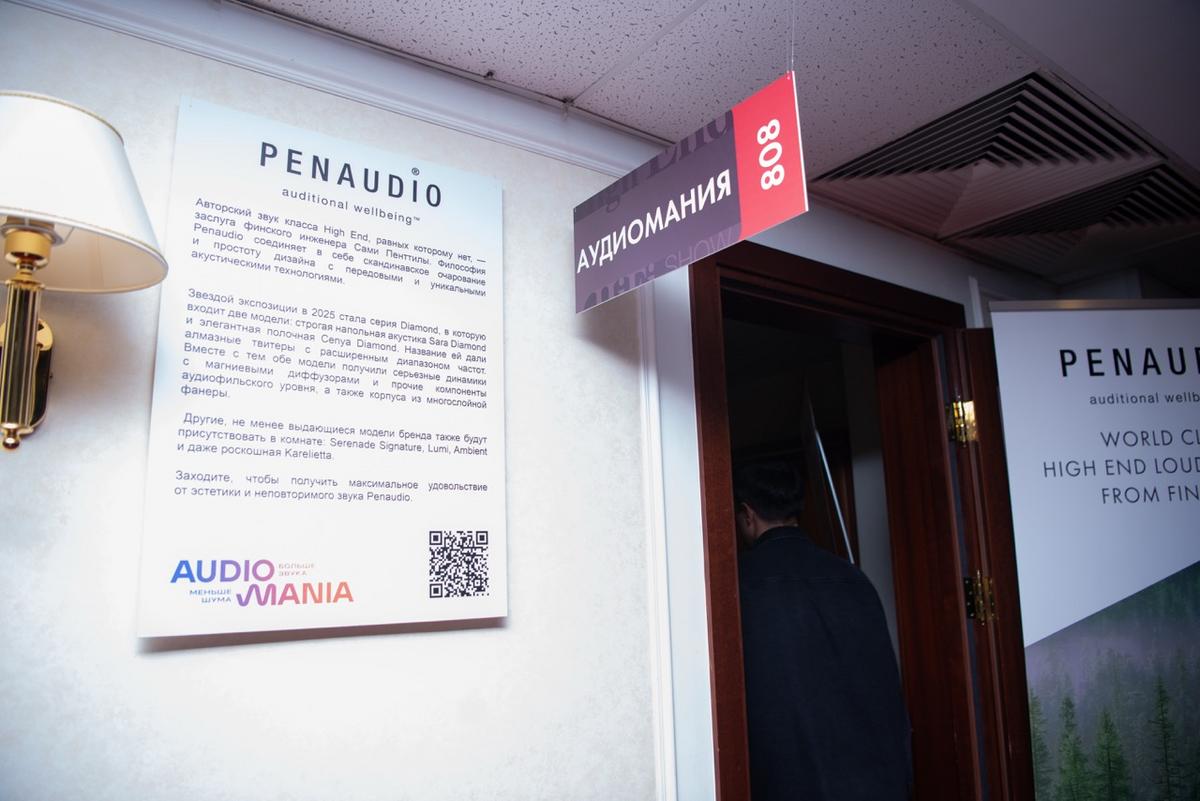 PENAUDIO®
auditional wellbeing™
Авторский звук класса High End, равных которому нет, —
заслуга финского инженера Сами Пенттилы. Философия
Penaudio соединяет в себе скандинавское очарование
и простоту дизайна с передовыми и уникальными
акустическими технологиями.
Звездой экспозиции в 2025 стала серия Diamond, в которую
входит две модели: строгая напольная акустика Sara Diamond
и элегантная полочная Cenya Diamond. Название ей дали
алмазные твитеры с расширенным диапазоном частот.
Вместе с тем обе модели получили серьезные динамики
с магниевыми диффузорами и прочие компоненты
аудиофильского уровня, а также корпуса из многослойной
фанеры.
Другие, не менее выдающиеся модели бренда также будут
присутствовать в комнате: Serenade Signature, Lumi, Ambient
и даже роскошная Karelietta.
Заходите, чтобы получить максимальное удовольствие
от эстетики и неповторимого звука Penaudio.
AUDIO БОЛЬШЕ ЗВУКА
МЕНЬШЕ ШУМА MANIA
High End
АУДИОМАНИЯ 808
SHOW
PENAU
auditional wellb
WORLD CL
HIGH END LOUD
FROM FIN